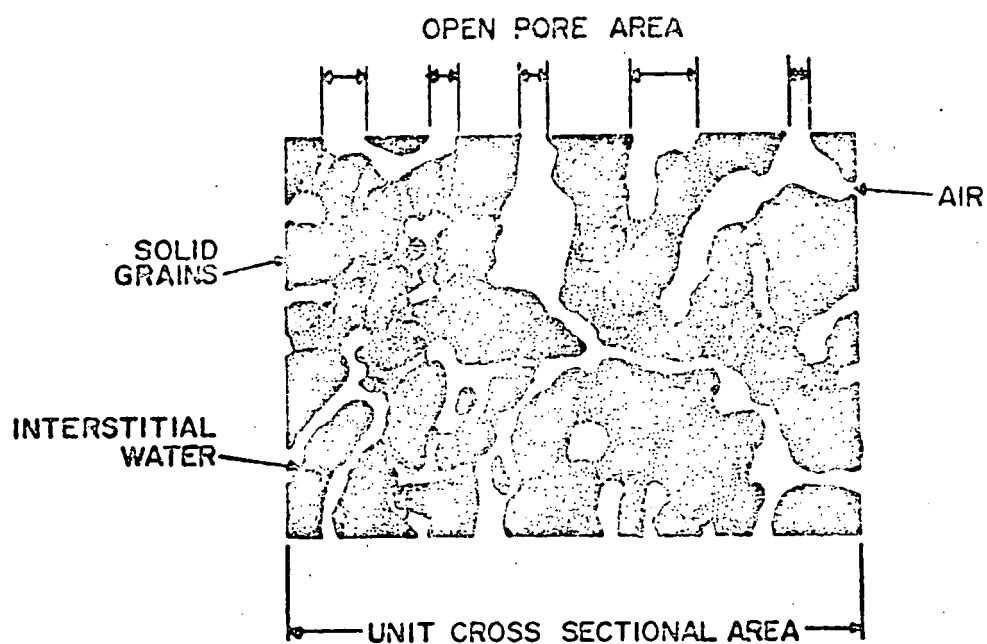 OPEN PORE AREA
AIR
SOLID
GRAINS
INTERSTITIAL
WATER
UNIT CROSS SECTIONAL AREA